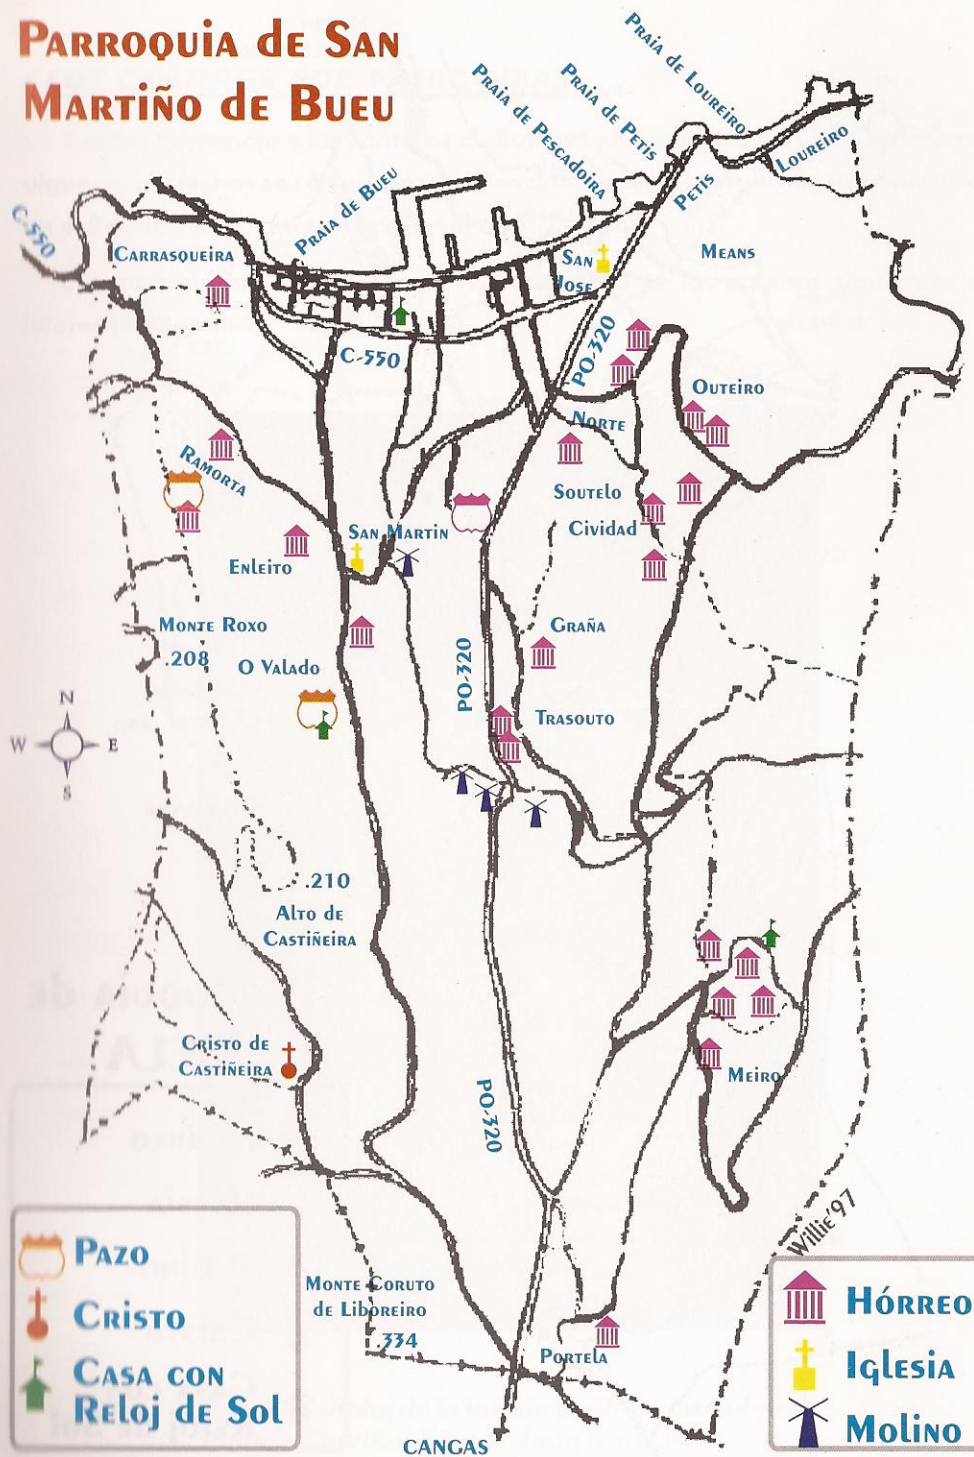 Parroquia de San
Martiño de Bueu
Praia de Loureiro
Praia de Petis
Praia de Pescadoira
Praia de Bueu
Loureiro
Petis
Means
C-550
Carrasqueira
San
Jose
C-550
PO-320
Outeiro
Norte
Ramorta
Soutelo
Cividad
San Martin
Enleito
Monte Roxo
.208
O Valado
Graña
PO-320
Trasouto
N
W
E
S
.210
Alto de
Castiñeira
Cristo de
Castiñeira
Meiro
PO-320
Willie'97
Monte Coruto
de Liboreiro
.334
Portela
Cangas
Pazo
Cristo
Casa con
Reloj de Sol
Hórreo
Iglesia
Molino